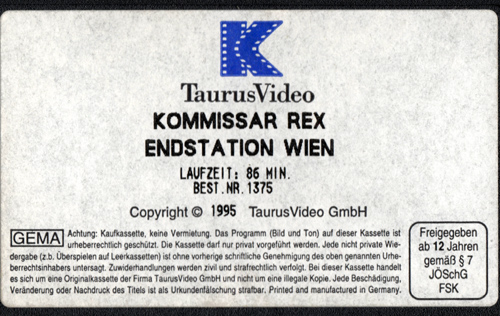 TaurusVideo
KOMMISSAR REX
ENDSTATION WIEN
LAUFZEIT: 86 MIN.
BEST.NR.1375
Copyright © 1995 TaurusVideo GmbH
GEMA Achtung: Kaufkassette, keine Vermietung. Das Programm (Bild und Ton) auf dieser Kassette ist
urheberrechtlich geschützt. Die Kassette darf nur privat vorgeführt werden. Jede nicht private Wie-
dergabe (z.b. Überspielen auf Leerkassetten) ist ohne vorherige schriftliche Genehmigung des oben genannten Urhe-
berrechtsinhabers untersagt. Zuwiderhandlungen werden zivil und strafrechtlich verfolgt. Bei dieser Kassette handelt
es sich um eine Originalkassette der Firma TaurusVideo GmbH und nicht um eine illegale Kopie. Jede Beschädigung,
Veränderung oder Nachdruck des Titels ist als Urkundenfälschung strafbar. Printed and manufactured in Germany.
Freigegeben
ab 12 Jahren
gemäß § 7
JÖSchG
FSK